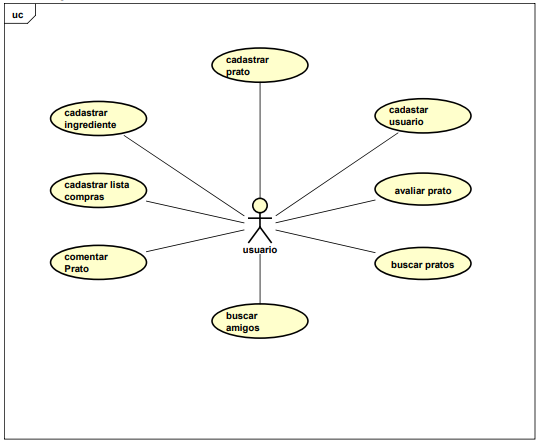 uc
cadastrar
prato
cadastrar
ingrediente
cadastar
usuario
cadastrar lista
compras
avaliar prato
usuario
comentar
Prato
buscar pratos
buscar
amigos